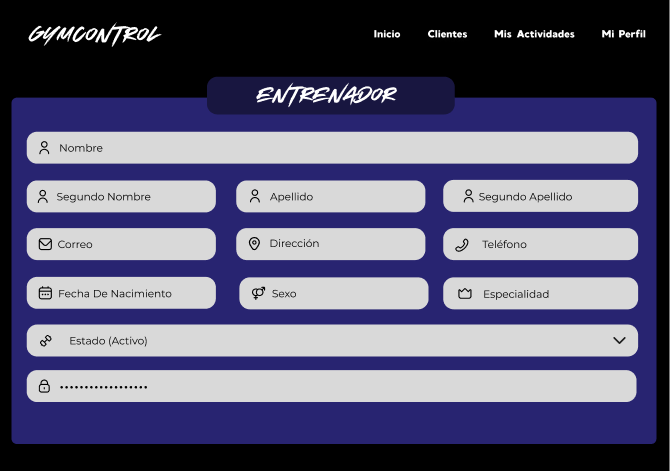 GYMCONTROL
Inicio Clientes Mis Actividades Mi Perfil
ENTRENADOR
Nombre
Segundo Nombre Apellido Segundo Apellido
Correo Dirección Teléfono
Fecha De Nacimiento Sexo Especialidad
Estado (Activo)
••••••••••••••••••